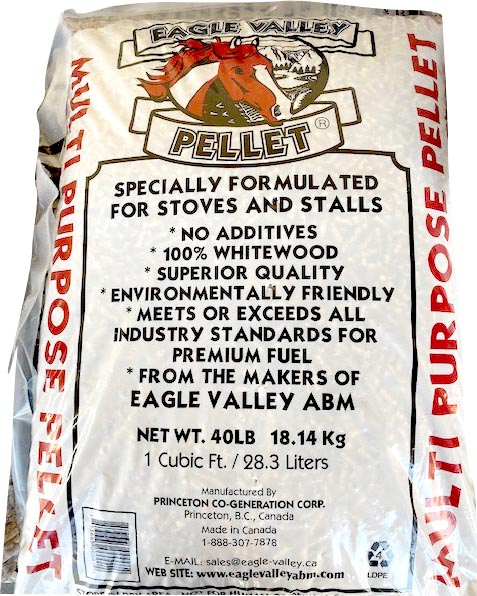 EAGLE VALLEY
PELLET ®
MULTI PURPOSE PELLET
SPECIALLY FORMULATED
FOR STOVES AND STALLS
* NO ADDITIVES
* 100% WHITEWOOD
* SUPERIOR QUALITY
* ENVIRONMENTALLY FRIENDLY
* MEETS OR EXCEEDS ALL
INDUSTRY STANDARDS FOR
PREMIUM FUEL
* FROM THE MAKERS OF
EAGLE VALLEY ABM
NET WT. 40LB 18.14 Kg
1 Cubic Ft. / 28.3 Liters
Manufactured By
PRINCETON CO-GENERATION CORP.
Princeton, B.C., Canada
Made in Canada
1-888-307-7878
E-MAIL: sales@eagle-valley.ca
WEB SITE: www.eaglevalleyabm.com
4
LDPE
MULTI PURPOSE PELLET